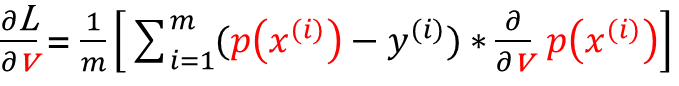 ∂L/∂v = 1/m [ ∑_{i=1}^{m} (p(x^{(i)}) − y^{(i)}) ∗ ∂/∂v p(x^{(i)}) ]